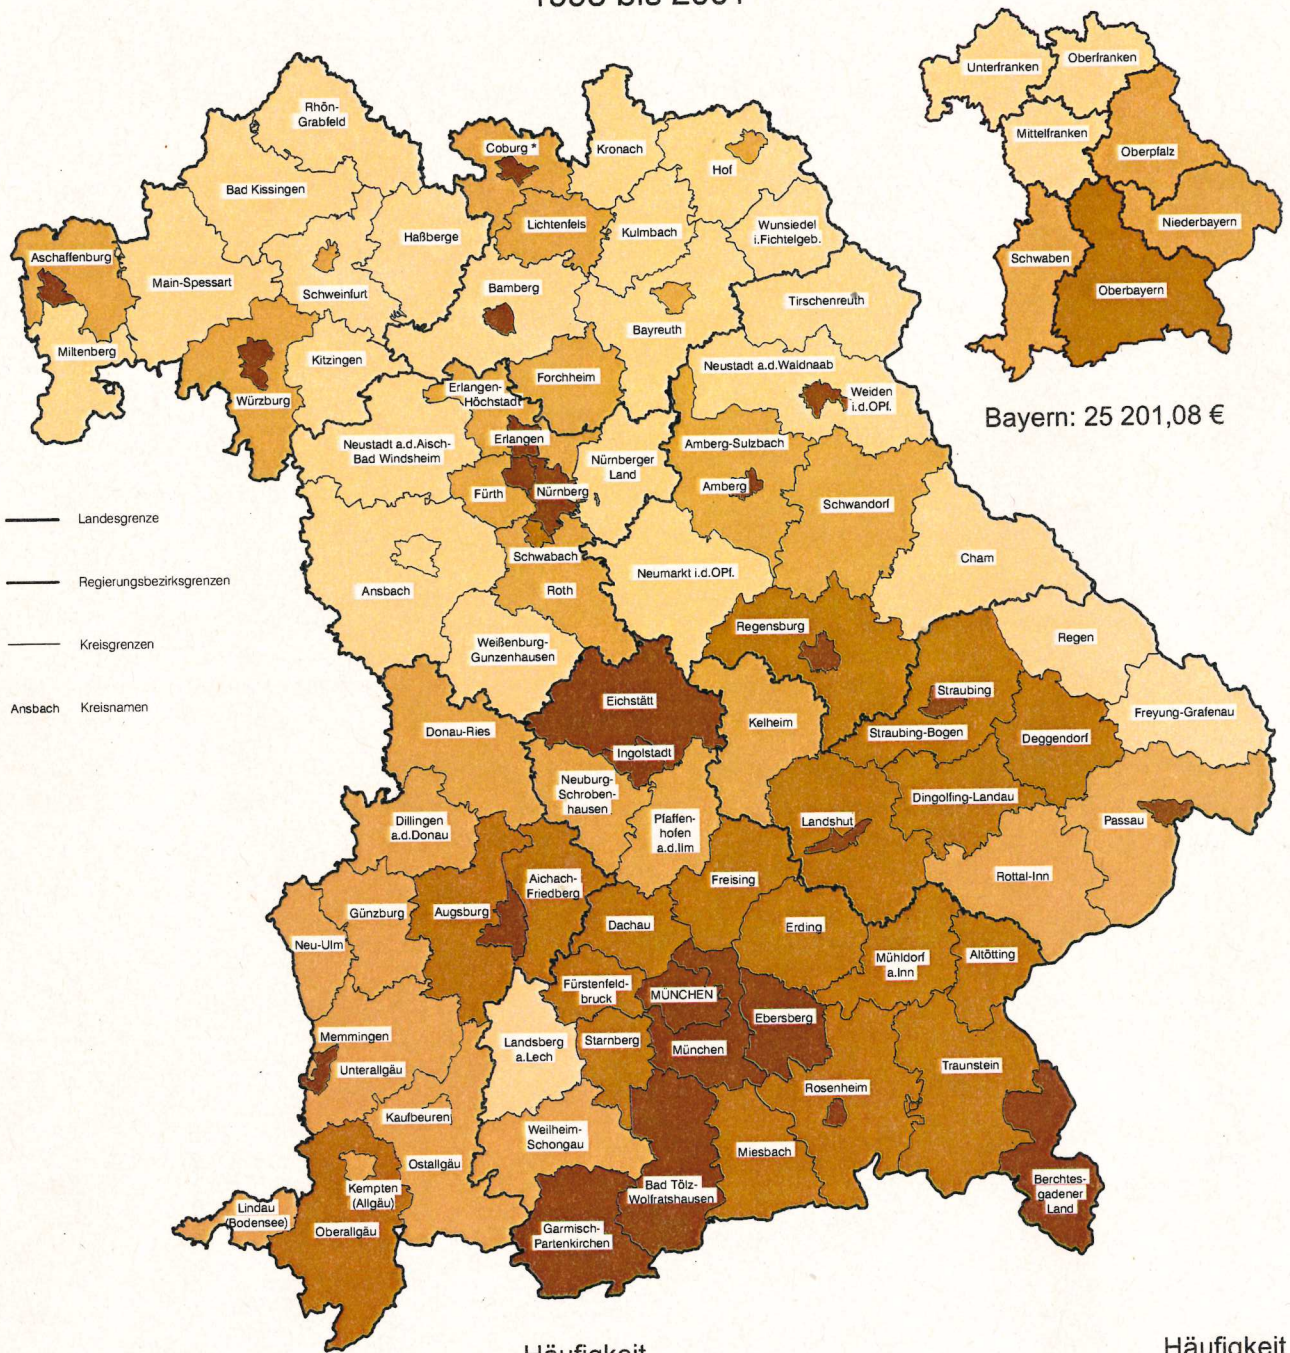 Rhön-
Grabfeld
Coburg *
Kronach
Hof
Bad Kissingen
Lichtenfels
Kulmbach
Wunsiedel
i.Fichtelgeb.
Haßberge
Aschaffenburg
Main-Spessart
Schweinfurt
Bamberg
Bayreuth
Tirschenreuth
Miltenberg
Kitzingen
Würzburg
Forchheim
Neustadt a.d.Waldnaab
Erlangen-
Höchstadt
Weiden
i.d.OPf.
Neustadt a.d.Aisch-
Bad Windsheim
Erlangen
Nürnberger
Land
Amberg-Sulzbach
Fürth
Nürnberg
Amberg
Schwandorf
Schwabach
Cham
Ansbach
Roth
Neumarkt i.d.OPf.
Weißenburg-
Gunzenhausen
Regensburg
Regen
Eichstätt
Straubing
Kelheim
Freyung-Grafenau
Donau-Ries
Straubing-Bogen
Deggendorf
Ingolstadt
Neuburg-
Schroben-
hausen
Dingolfing-Landau
Dillingen
a.d.Donau
Pfaffen-
hofen
a.d.Ilm
Landshut
Passau
Aichach-
Friedberg
Freising
Rottal-Inn
Günzburg
Augsburg
Dachau
Erding
Neu-Ulm
Mühldorf
a.Inn
Altötting
Fürstenfeld-
bruck
MÜNCHEN
Ebersberg
Memmingen
Landsberg
a.Lech
Starnberg
München
Unterallgäu
Traunstein
Rosenheim
Kaufbeuren
Weilheim-
Schongau
Miesbach
Ostallgäu
Kempten
(Allgäu)
Bad Tölz-
Wolfratshausen
Berchtes-
gadener
Land
Lindau
(Bodensee)
Oberallgäu
Garmisch-
Partenkirchen
Unterfranken
Oberfranken
Mittelfranken
Oberpfalz
Niederbayern
Schwaben
Oberbayern
Bayern: 25 201,08 €
Landesgrenze
Regierungsbezirksgrenzen
Kreisgrenzen
Ansbach Kreisnamen
Häufigkeit
Häufigkeit